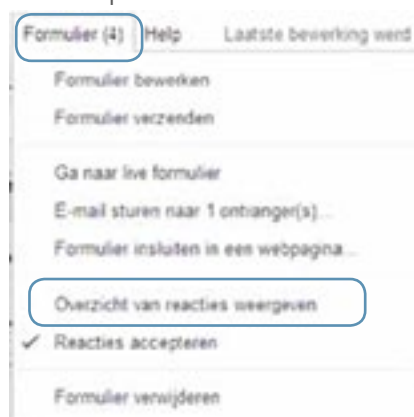 Formulier (4) Help Laatste bewerking werd
Formulier bewerken
Formulier verzenden
Ga naar live formulier
E-mail sturen naar 1 ontvanger(s)...
Formulier insluiten in een webpagina...
Overzicht van reacties weergeven
✓ Reacties accepteren
Formulier verwijderen